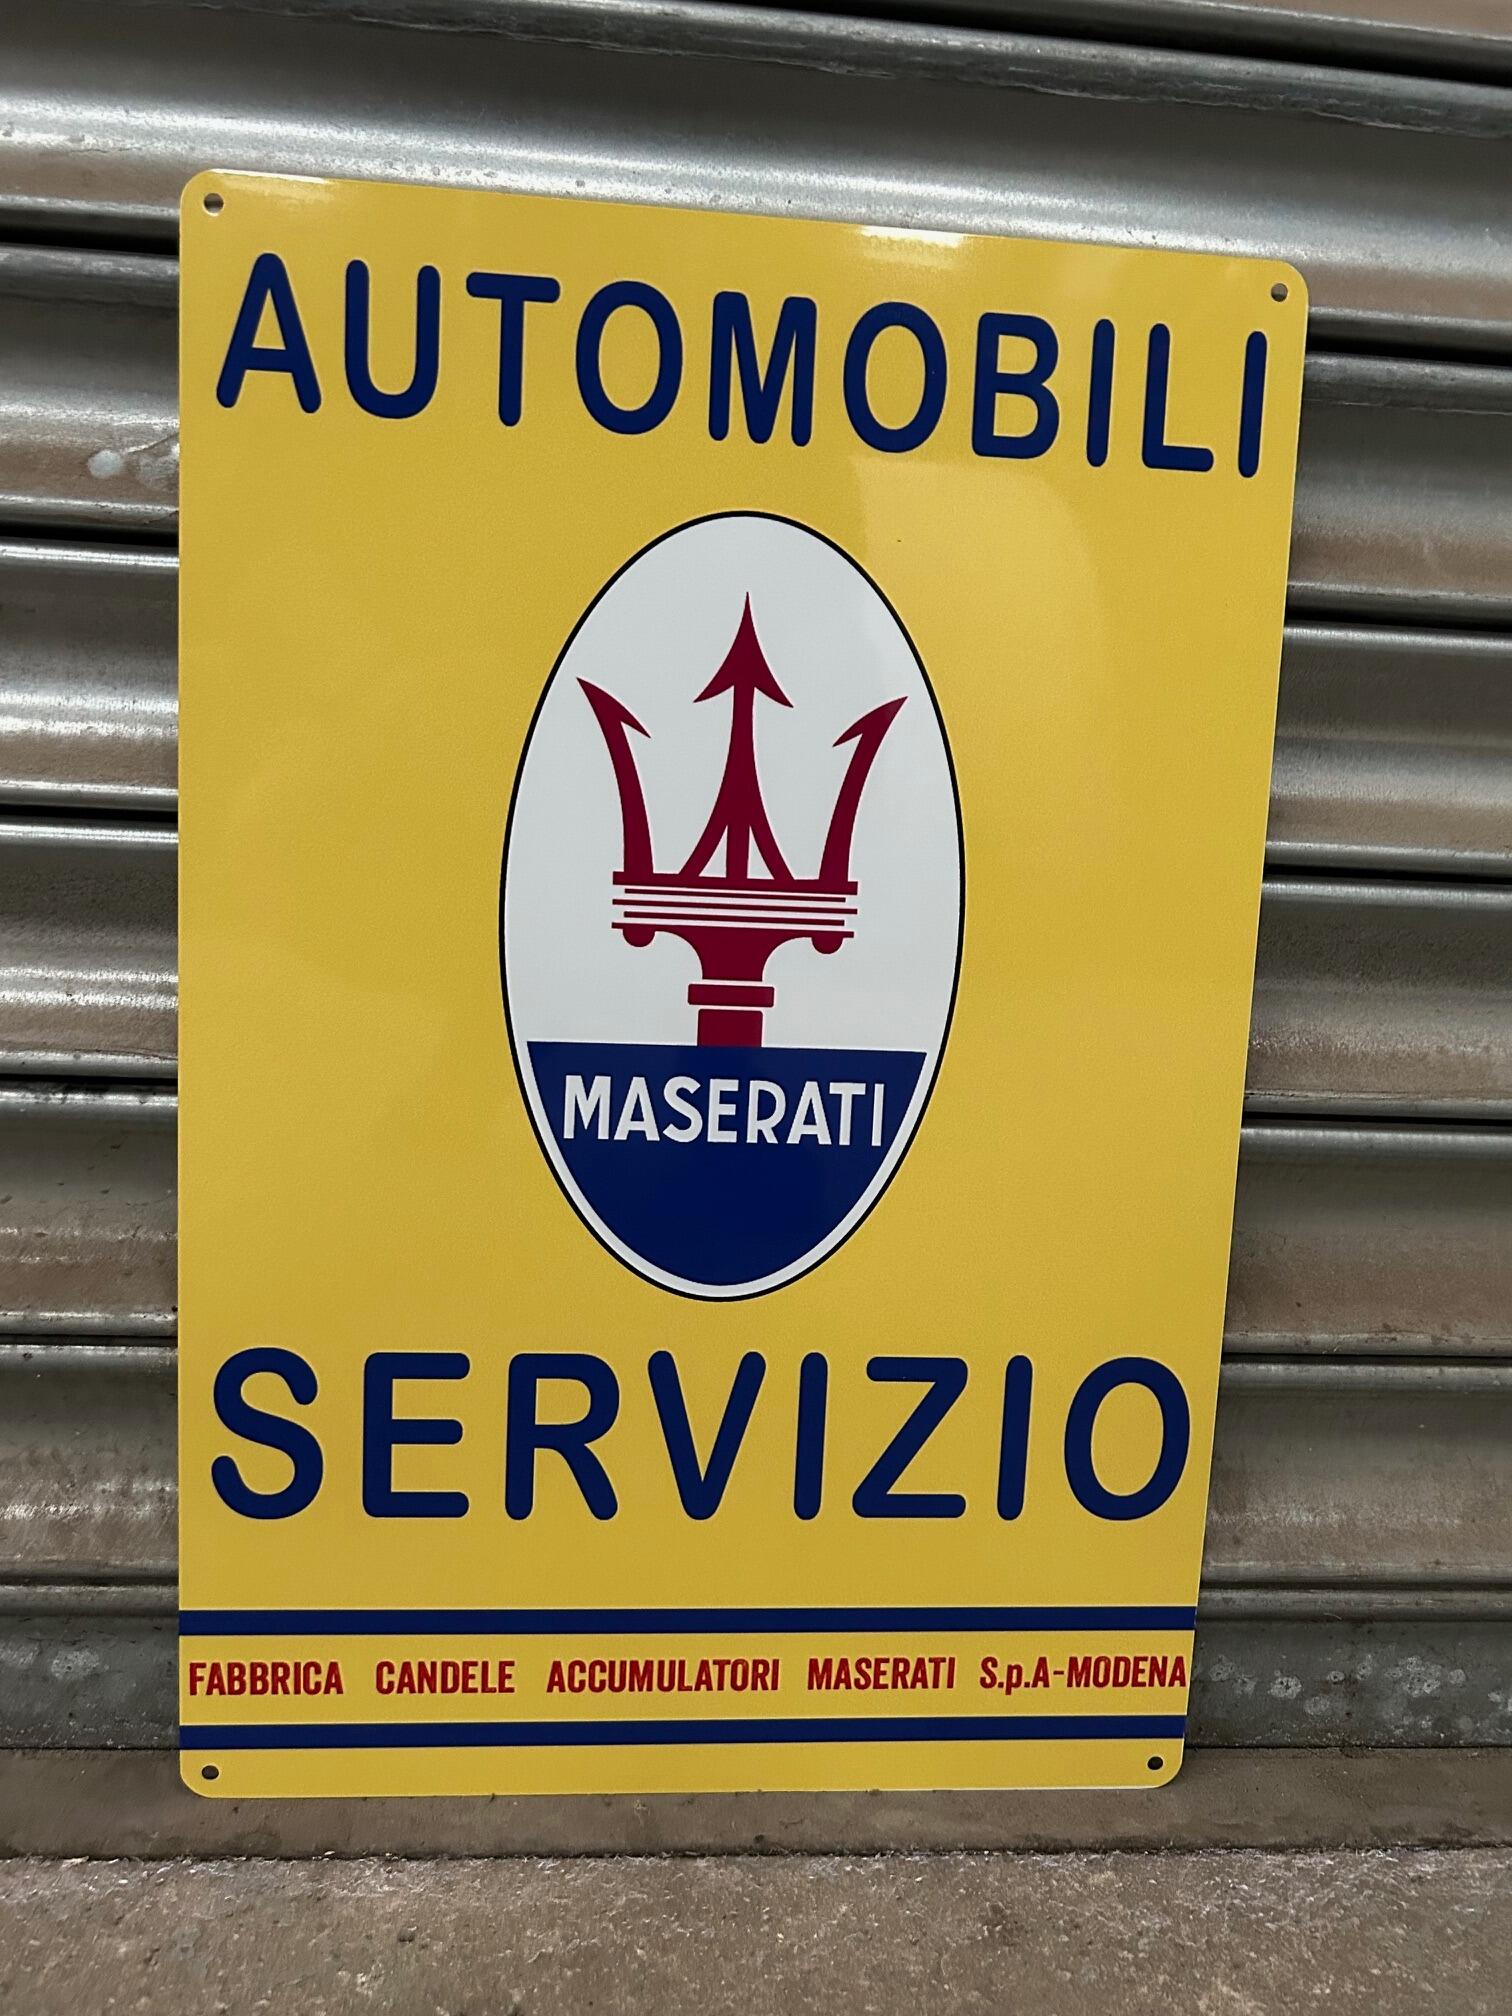 AUTOMOBILI
MASERATI
SERVIZIO
FABBRICA CANDELE ACCUMULATORI MASERATI S.p.A-MODENA